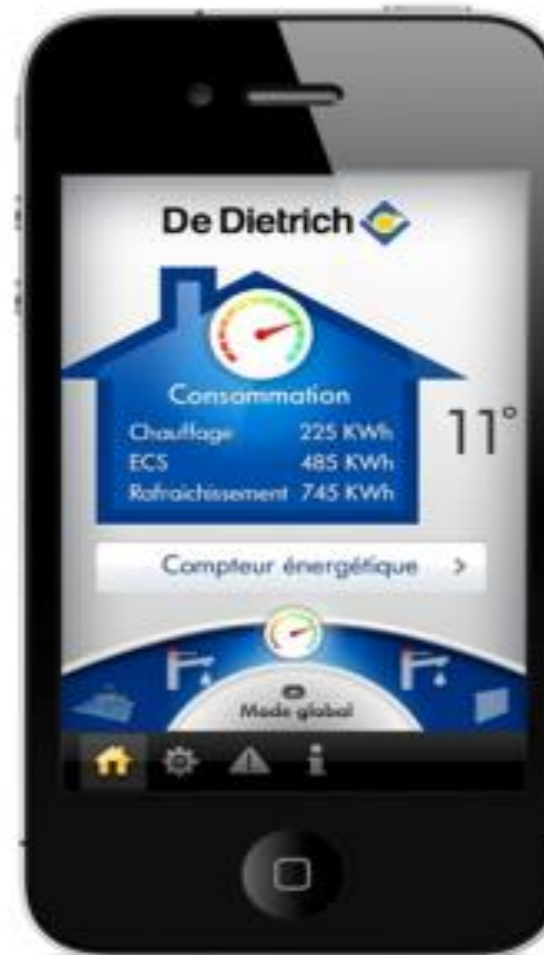 De Dietrich
Consommation
Chauffage 225 KWh
ECS 485 KWh
Rafraichissement 745 KWh
11°
Compteur énergétique >
Mode global